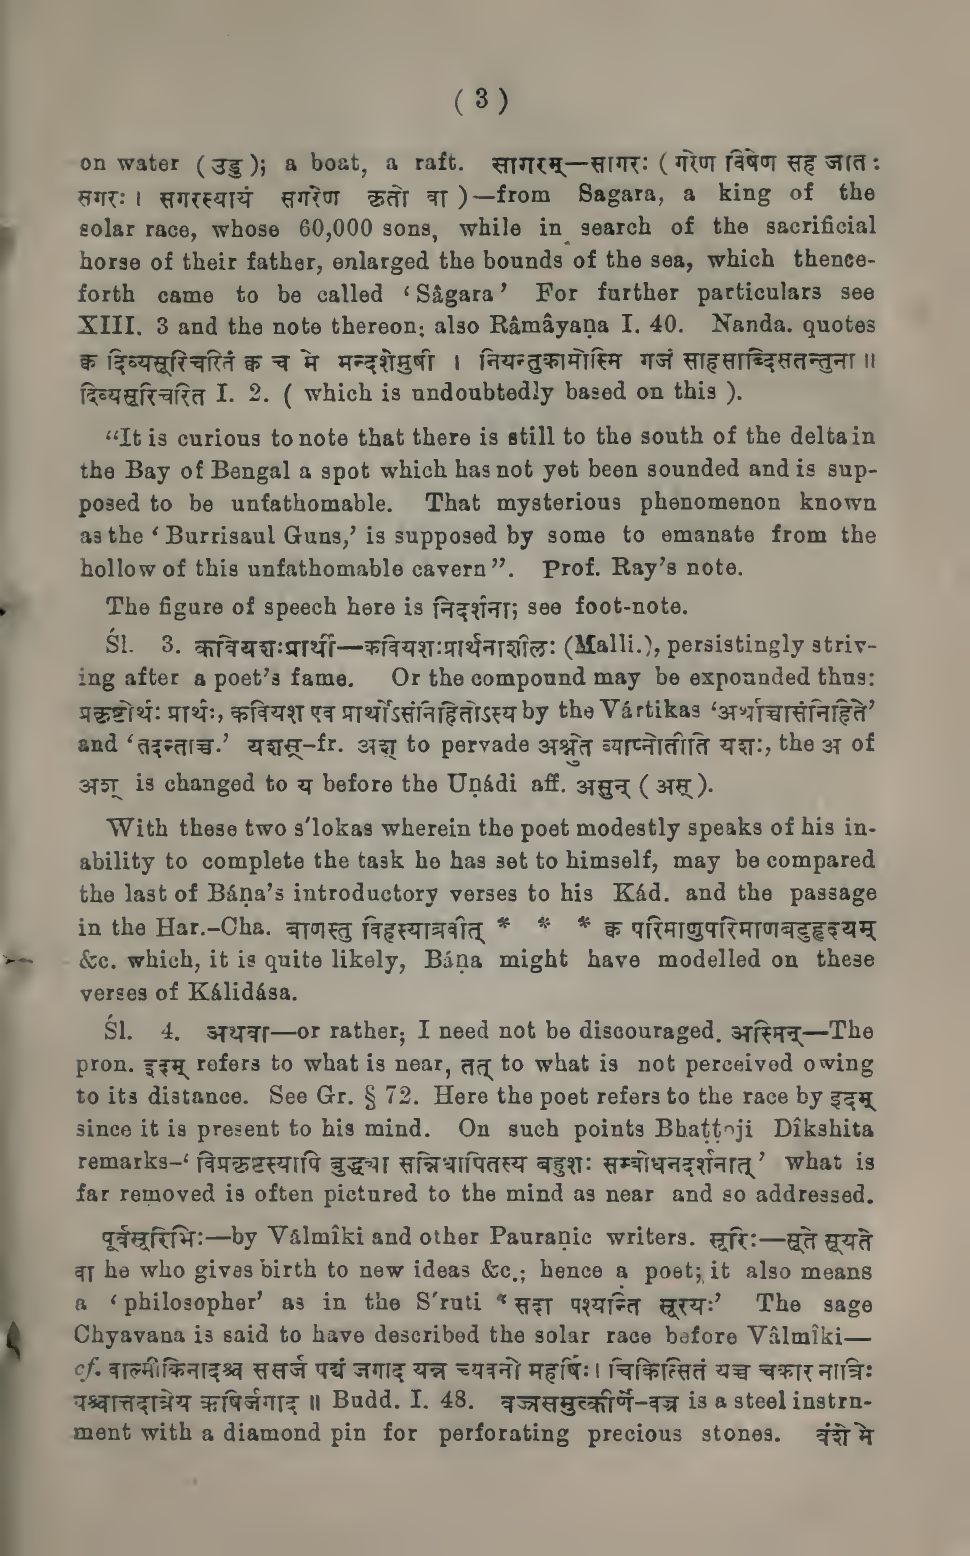 ( 3 )
on water ( उडु ); a boat, a raft. सागरम्—सागरः ( गरेण विषेण सह जातः
सगरः । सगरस्यायं सगरेण कृतो वा )—from Sagara, a king of the
solar race, whose 60,000 sons, while in search of the sacrificial
horse of their father, enlarged the bounds of the sea, which thence-
forth came to be called ‘ Sâgara ’ For further particulars see
XIII. 3 and the note thereon; also Râmâyaṇa I. 40. Nanda. quotes
क्व दिव्यसूरिचरितं क्व च मे मन्दशेमुषी । नियन्तुकामोस्मि गजं साहसाब्दिसतन्तुना ॥
दिव्यसूरिचरित I. 2. ( which is undoubtedly based on this ).
“It is curious to note that there is still to the south of the delta in
the Bay of Bengal a spot which has not yet been sounded and is sup-
posed to be unfathomable. That mysterious phenomenon known
as the ‘ Burrisaul Guns,’ is supposed by some to emanate from the
hollow of this unfathomable cavern”. Prof. Ray’s note.
The figure of speech here is निदर्शना; see foot-note.
Śl. 3. कवियशःप्रार्थी—कवियशःप्रार्थनाशीलः (Malli.), persistingly striv-
ing after a poet’s fame. Or the compound may be expounded thus:
प्रकृष्टोर्थः प्रार्थः, कवियश एव प्रार्थोऽसंनिहितोऽस्य by the Vártikas ‘अर्थाच्चासंनिहिते’
and ‘तदन्ताच्च.’ यशस्–fr. अश् to pervade अश्नुते व्याप्नोतीति यशः, the अ of
अश् is changed to य before the Uṇádi aff. असुन् ( अस् ).
With these two s′lokas wherein the poet modestly speaks of his in-
ability to complete the task he has set to himself, may be compared
the last of Báṇa’s introductory verses to his Kád. and the passage
in the Har.–Cha. बाणस्तु विहस्याब्रवीत् * * * क्व परिमाणुपरिमाणबटुहृदयम्
&c. which, it is quite likely, Báṇa might have modelled on these
verses of Kálidása.
Śl. 4. अथवा—or rather; I need not be discouraged. अस्मिन्—The
pron. इदम् refers to what is near, तत् to what is not perceived owing
to its distance. See Gr. § 72. Here the poet refers to the race by इदम्
since it is present to his mind. On such points Bhaṭṭoji Dîkshita
remarks–‘ विप्रकृष्टस्यापि बुद्ध्या सन्निधापितस्य बहुशः सम्बोधनदर्शनात् ’ what is
far removed is often pictured to the mind as near and so addressed.
पूर्वसूरिभिः—by Válmîki and other Pauraṇic writers. सूरिः—सूते सूयते
वा he who gives birth to new ideas &c.; hence a poet; it also means
a ‘philosopher’ as in the S′ruti ‘सदा पश्यन्ति सूरयः’ The sage
Chyavana is said to have described the solar race before Vâlmîki—
cf. वाल्मीकिनादश्च ससर्ज पद्यं जगाद यन्न च्यवनो महर्षिः । चिकित्सितं यच्च चकार नात्रिः
पश्चात्तदात्रेय ऋषिर्जगाद ॥ Budd. I. 48. वज्रसमुत्कीर्णे–वज्र is a steel instru-
ment with a diamond pin for perforating precious stones. वंशे मे